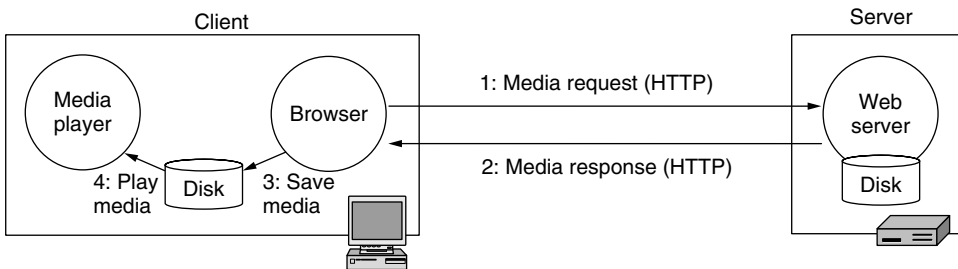 Client
Server
Media
player
Browser
1: Media request (HTTP)
Web
server
2: Media response (HTTP)
4: Play
media
Disk
3: Save
media
Disk